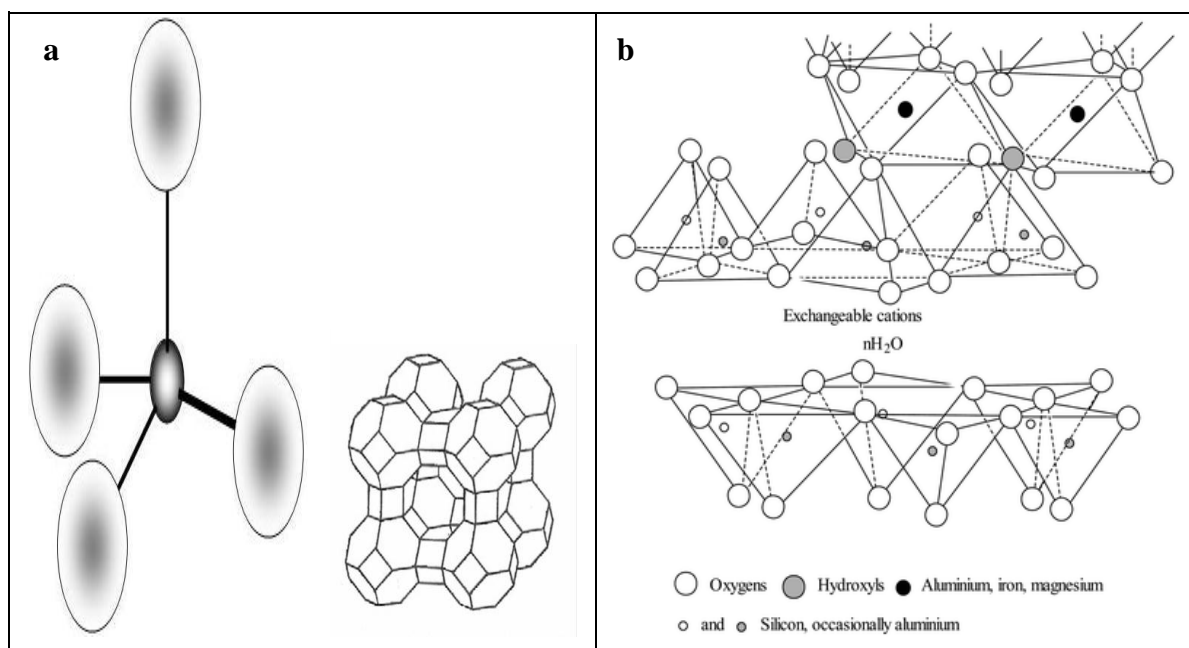 a
b
Exchangeable cations
nH₂O
Oxygens Hydroxyls Aluminium, iron, magnesium
and Silicon, occasionally aluminium